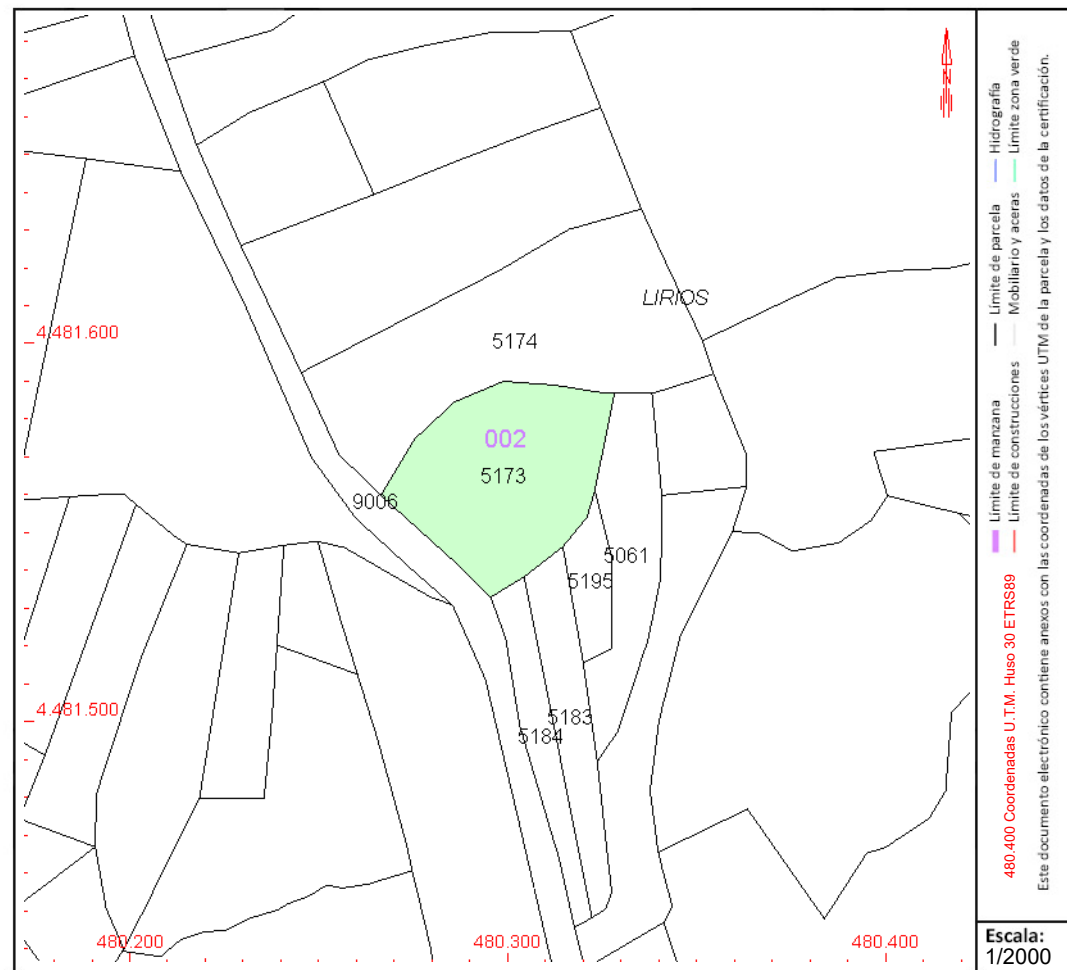 N
LIRIOS
4.481.600
5174
002
5173
9006
5061
5195
4.481.500
5183
5184
480.200
480.300
480.400
Límite de manzana
Límite de parcela
Hidrografía
Límite de construcciones
Mobiliario y aceras
Límite zona verde
480.400 Coordenadas U.T.M. Huso 30 ETRS89
Este documento electrónico contiene anexos con las coordenadas de los vértices UTM de la parcela y los datos de la certificación.
Escala:
1/2000